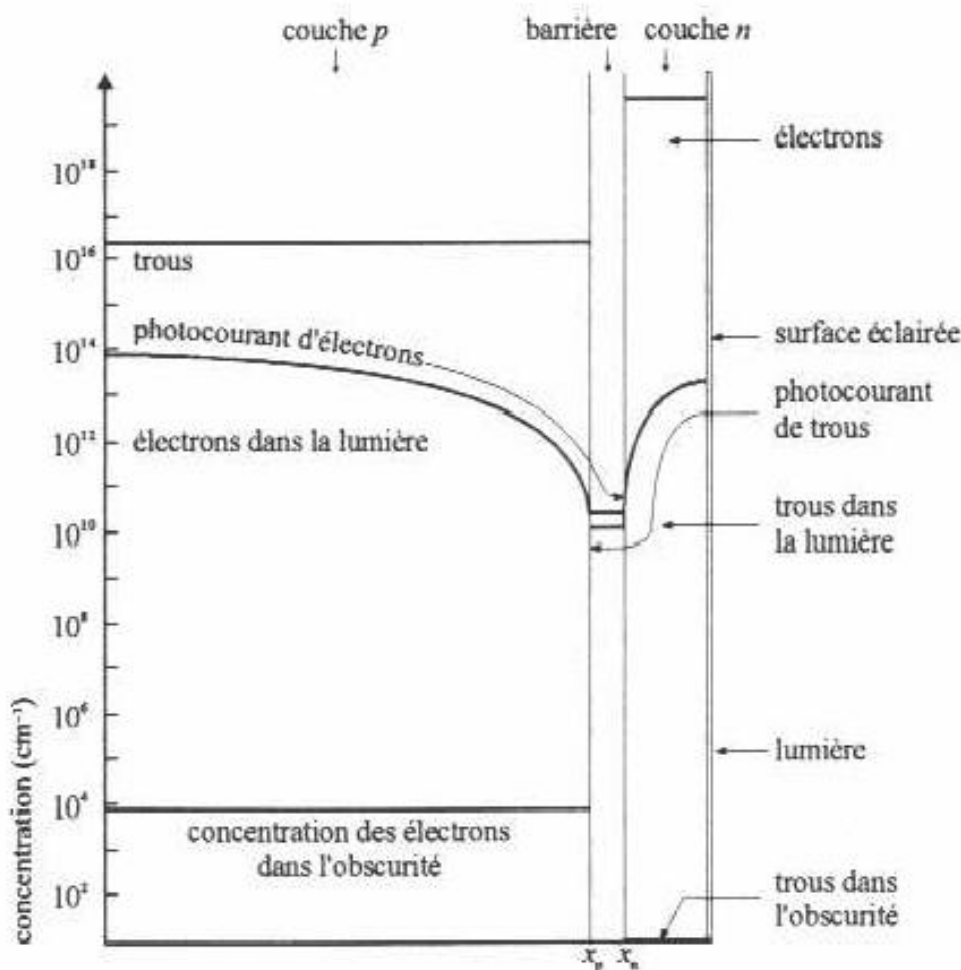 couche p
barrière
couche n
électrons
10¹⁸
10¹⁶
trous
photocourant d'électrons
10¹⁴
surface éclairée
photocourant
de trous
10¹²
électrons dans la lumière
trous dans
la lumière
10¹⁰
10⁸
10⁶
lumière
10⁴
concentration des électrons
dans l'obscurité
10²
trous dans
l'obscurité
concentration (cm⁻¹)
xₚ xₙ